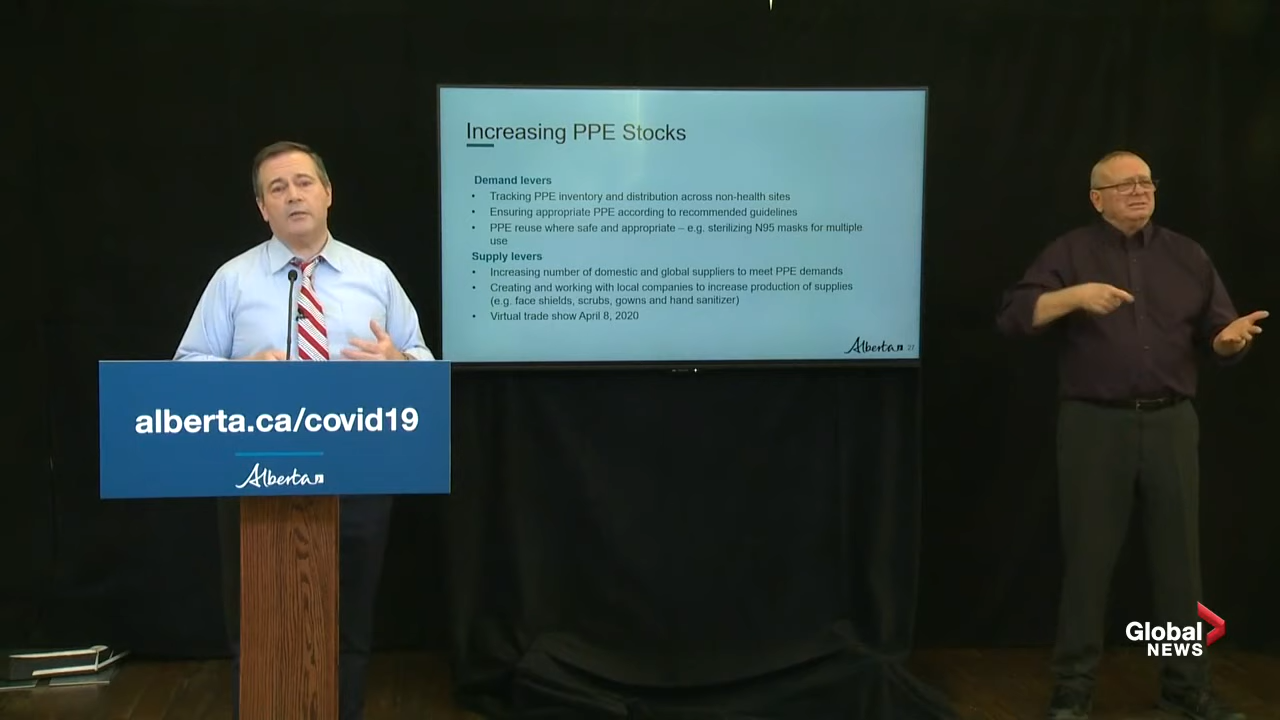 Increasing PPE Stocks
Demand levers
• Tracking PPE inventory and distribution across non-health sites
• Ensuring appropriate PPE according to recommended guidelines
• PPE reuse where safe and appropriate – e.g. sterilizing N95 masks for multiple
use
Supply levers
• Increasing number of domestic and global suppliers to meet PPE demands
• Creating and working with local companies to increase production of supplies
(e.g. face shields, scrubs, gowns and hand sanitizer)
• Virtual trade show April 8, 2020
Alberta 27
alberta.ca/covid19
Alberta
Global
NEWS